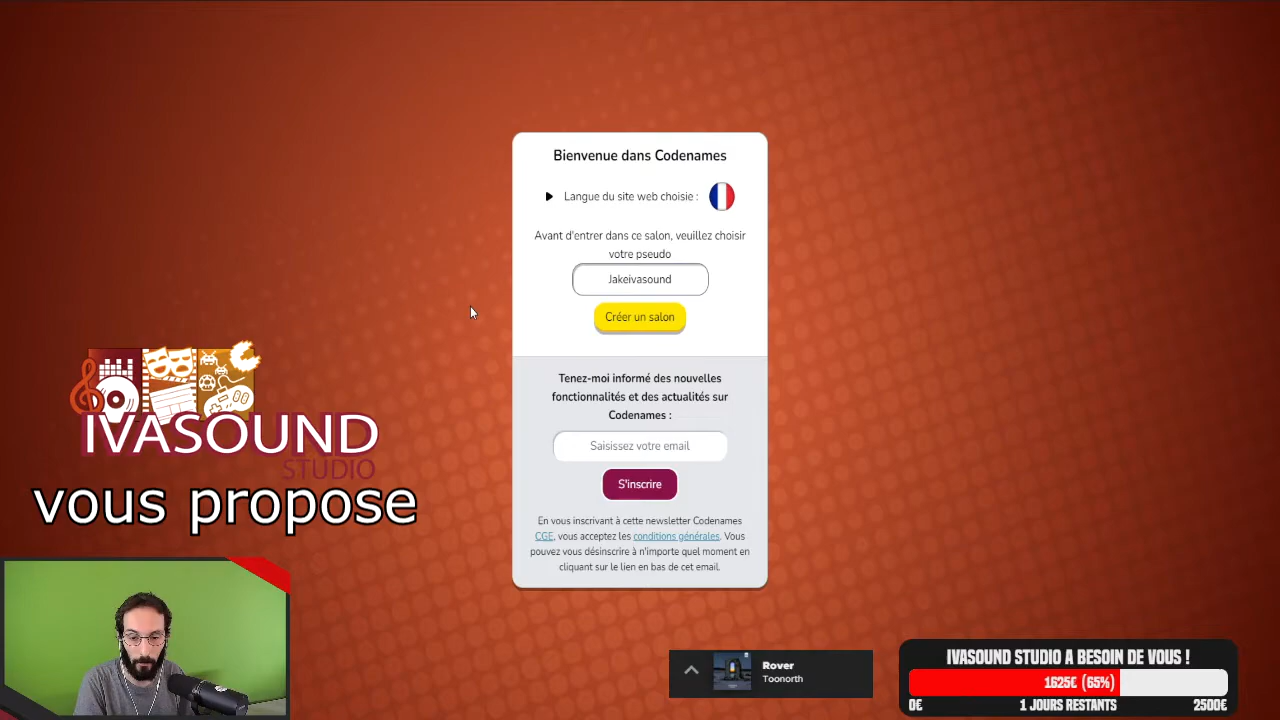 Bienvenue dans Codenames
Langue du site web choisie :
Avant d'entrer dans ce salon, veuillez choisir
votre pseudo
Jakeivasound
Créer un salon
Tenez-moi informé des nouvelles
fonctionnalités et des actualités sur
Codenames :
Saisissez votre email
S'inscrire
En vous inscrivant à cette newsletter Codenames
CGE, vous acceptez les conditions générales. Vous
pouvez vous désinscrire à n'importe quel moment en
cliquant sur le lien en bas de cet email.
IVASOUND
STUDIO
vous propose
Rover
Toonorth
IVASOUND STUDIO A BESOIN DE VOUS !
1625€ (65%)
0€ 1 JOURS RESTANTS 2500€